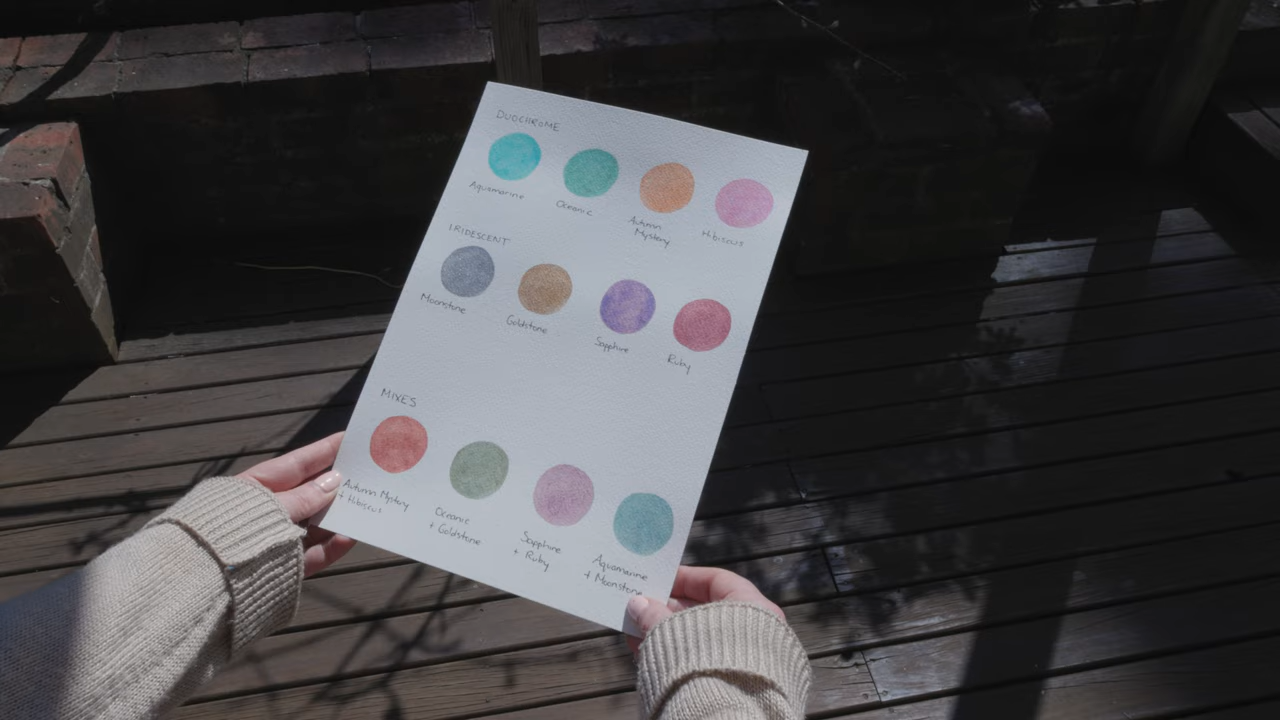 DUOCHROME
Aquamarine
Oceanic
Autumn
Mystery
Hibiscus
IRIDESCENT
Moonstone
Goldstone
Sapphire
Ruby
MIXES
Autumn Mystery
+ Hibiscus
Oceanic
+ Goldstone
Sapphire
+ Ruby
Aquamarine
+ Moonstone